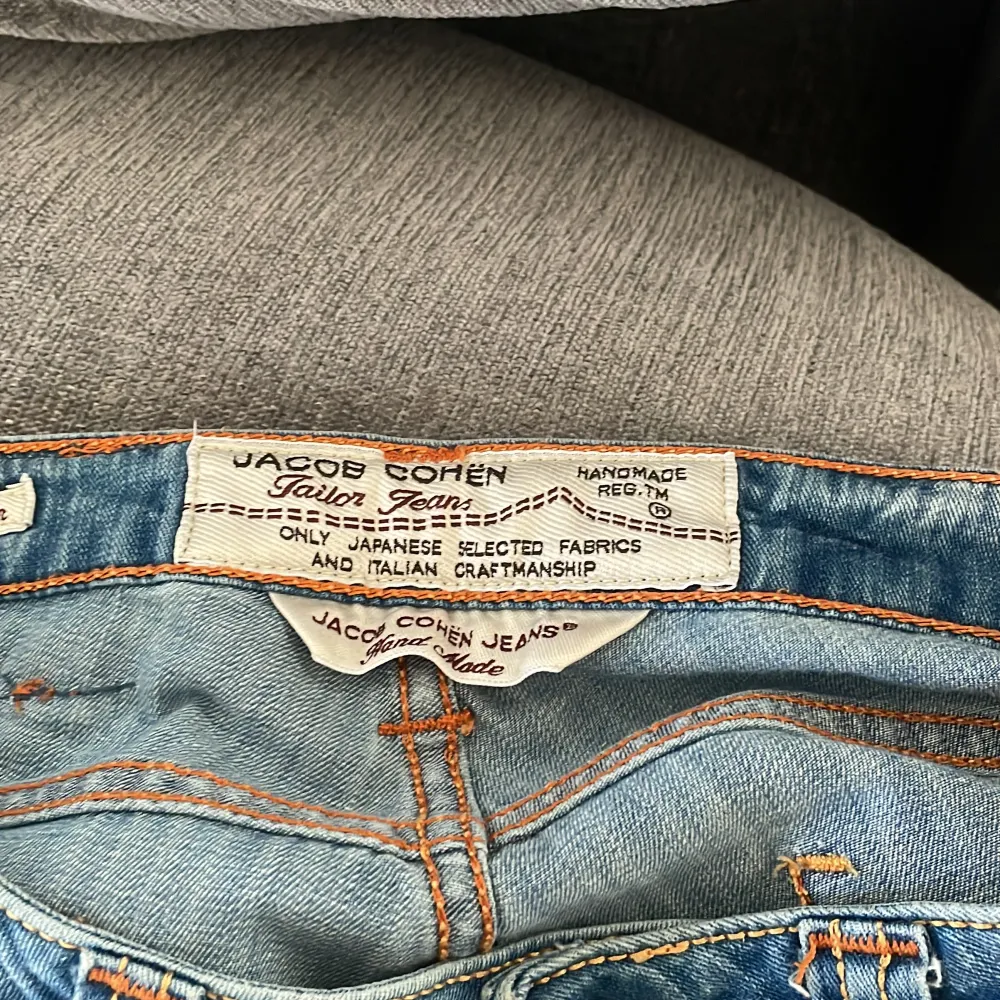 JACOB COHËN
Tailor Jeans
HANDMADE
REG.TM
®
ONLY JAPANESE SELECTED FABRICS
AND ITALIAN CRAFTMANSHIP
JACOB COHËN JEANS®
Hand Made